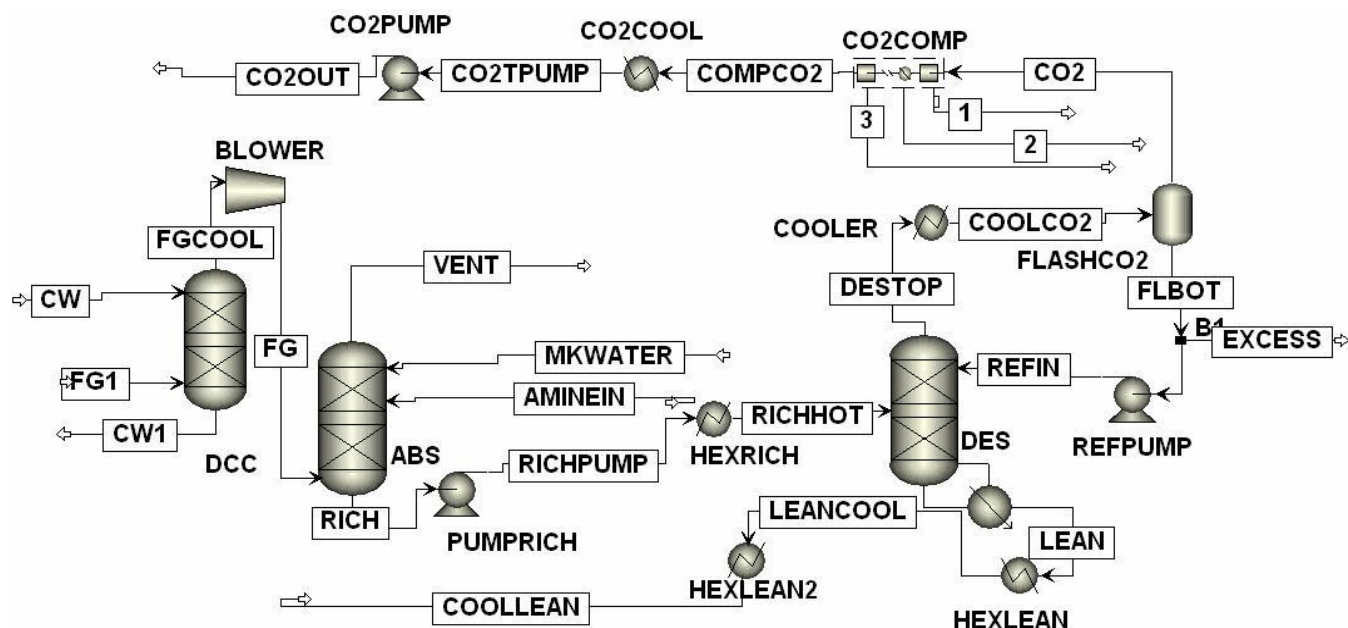 CO2PUMP
CO2COOL
CO2COMP
CO2OUT
CO2TPUMP
COMPCO2
CO2
3
1
2
BLOWER
FGCOOL
COOLER
COOLCO2
FLASHCO2
VENT
DESTOP
FLBOT
CW
FG
B1
EXCESS
MKWATER
REFIN
FG1
AMINEIN
RICHHOT
CW1
DCC
ABS
HEXRICH
DES
REFPUMP
RICHPUMP
RICH
LEANCOOL
PUMPRICH
LEAN
HEXLEAN2
COOLLEAN
HEXLEAN